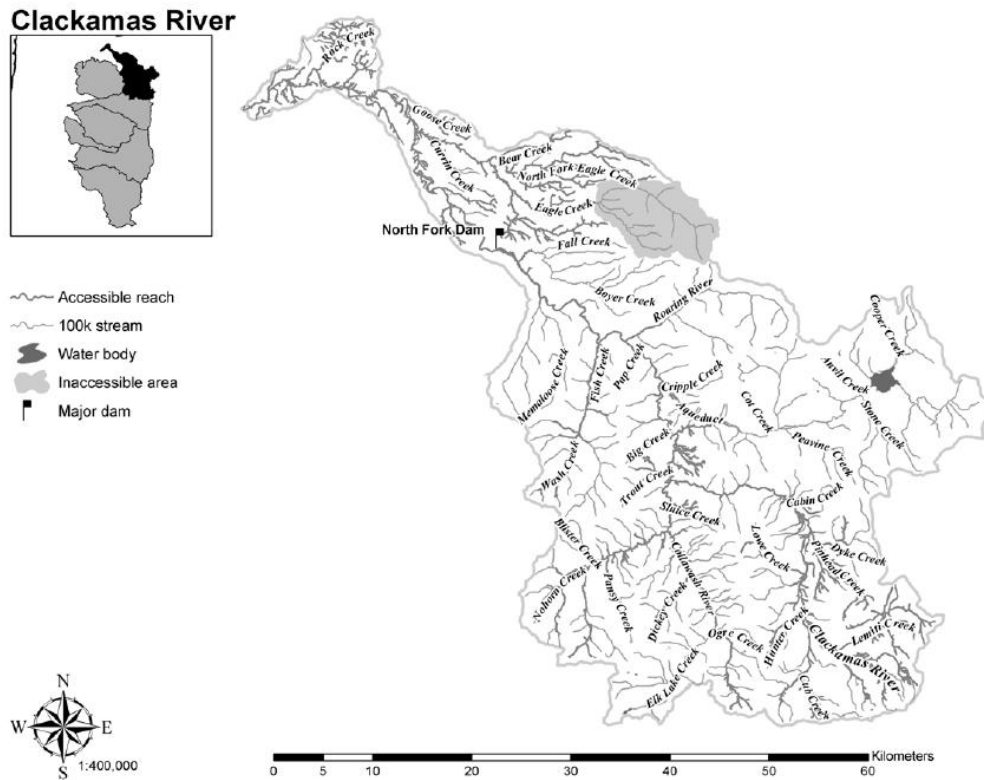 Clackamas River
Rock Creek
Goose Creek
Currin Creek
Bear Creek
North Fork Eagle Creek
Eagle Creek
North Fork Dam
Fall Creek
Boyer Creek
Roaring River
Cooper Creek
Accessible reach
100k stream
Water body
Inaccessible area
Major dam
Memaloose Creek
Fish Creek
Pup Creek
Cripple Creek
Anvil Creek
Stone Creek
Cot Creek
Aqueduct
Peavine Creek
Big Creek
Wash Creek
Trout Creek
Cabin Creek
Sluice Creek
Blister Creek
Lowe Creek
Dyke Creek
Pinhead Creek
Nohorn Creek
Pansy Creek
Collawash River
Dickey Creek
Ogre Creek
Hunter Creek
Lemiti Creek
Clackamas River
Elk Lake Creek
Cub Creek
N
W
E
S
1:400,000
Kilometers
0 5 10 20 30 40 50 60